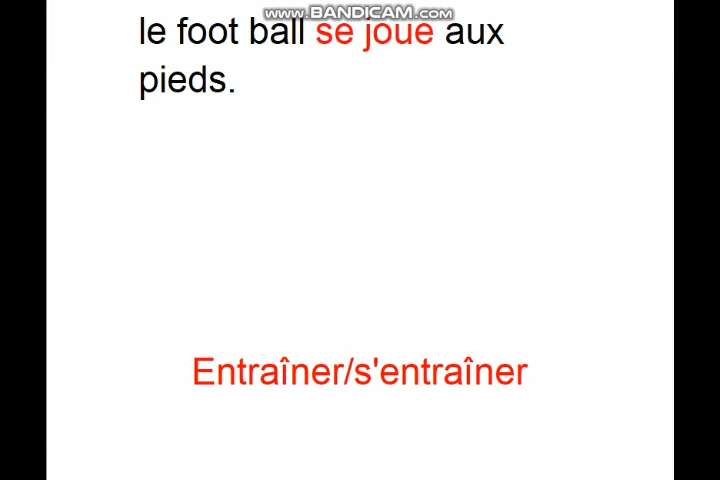 www.BANDICAM.com
le foot ball se joue aux
pieds.
Entraîner/s'entraîner